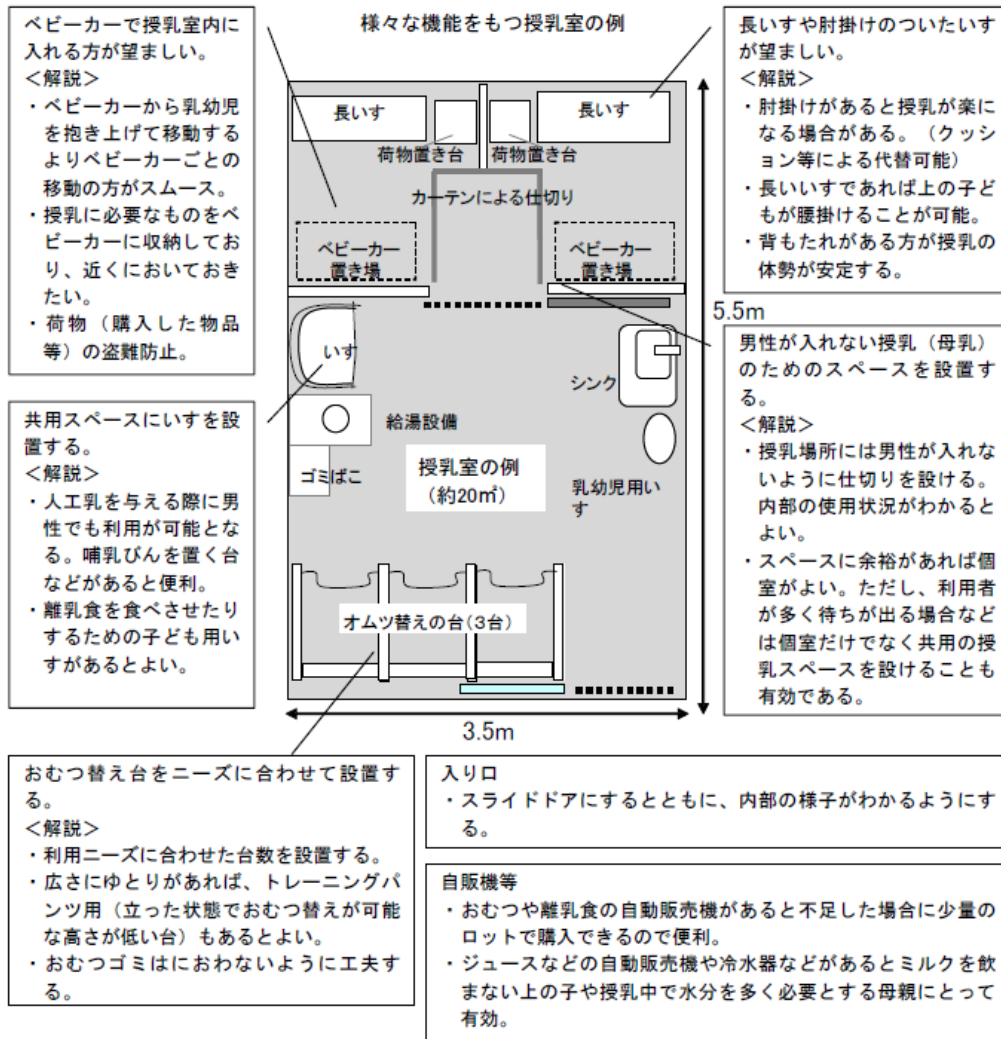 様々な機能をもつ授乳室の例
ベビーカーで授乳室内に
入れる方が望ましい。
＜解説＞
・ベビーカーから乳幼児
を抱き上げて移動する
よりベビーカーごとの
移動の方がスムース。
・授乳に必要なものをベ
ビーカーに収納してお
り、近くにおいておき
たい。
・荷物（購入した物品
等）の盗難防止。
共用スペースにいすを設
置する。
＜解説＞
・人工乳を与える際に男
性でも利用が可能とな
る。哺乳びんを置く台
などがあると便利。
・離乳食を食べさせたり
するための子ども用い
すがあるとよい。
長いす
長いす
荷物置き台
荷物置き台
カーテンによる仕切り
ベビーカー
置き場
ベビーカー
置き場
いす
シンク
給湯設備
ゴミばこ
授乳室の例
（約20㎡）
乳幼児用い
す
オムツ替えの台（3台）
5.5m
3.5m
長いすや肘掛けのついたいす
が望ましい。
＜解説＞
・肘掛けがあると授乳が楽に
なる場合がある。（クッシ
ョン等による代替可能）
・長いいすであれば上の子ど
もが腰掛けることが可能。
・背もたれがある方が授乳の
体勢が安定する。
男性が入れない授乳（母乳）
のためのスペースを設置す
る。
＜解説＞
・授乳場所には男性が入れな
いように仕切りを設ける。
内部の使用状況がわかると
よい。
・スペースに余裕があれば個
室がよい。ただし、利用者
が多く待ちが出る場合など
は個室だけでなく共用の授
乳スペースを設けることも
有効である。
おむつ替え台をニーズに合わせて設置す
る。
＜解説＞
・利用ニーズに合わせた台数を設置する。
・広さにゆとりがあれば、トレーニングパ
ンツ用（立った状態でおむつ替えが可能
な高さが低い台）もあるとよい。
・おむつゴミはにおわないように工夫す
る。
入り口
・スライドドアにするとともに、内部の様子がわかるようにす
る。
自販機等
・おむつや離乳食の自動販売機があると不足した場合に少量の
ロットで購入できるので便利。
・ジュースなどの自動販売機や冷水器などがあるとミルクを飲
まない上の子や授乳中で水分を多く必要とする母親にとって
有効。